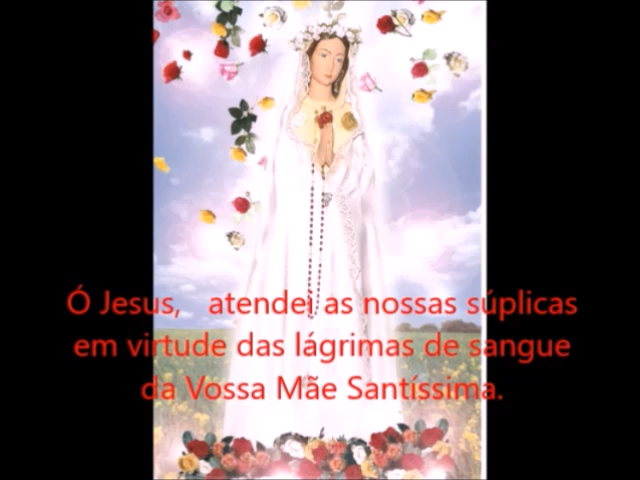 Ó Jesus, atendei as nossas súplicas
em virtude das lágrimas de sangue
da Vossa Mãe Santíssima.